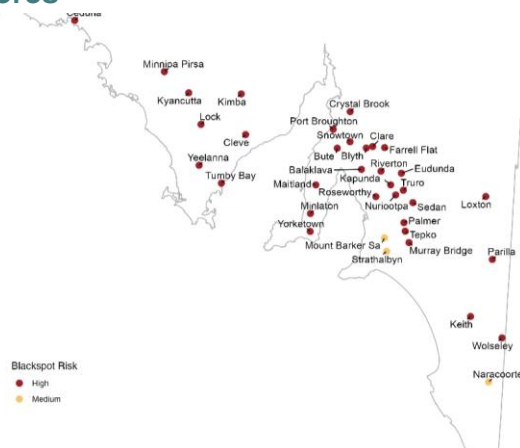 Ceduna
Minnipa Pirsa
Kyancutta
Kimba
Lock
Cleve
Yeelanna
Tumby Bay
Crystal Brook
Port Broughton
Snowtown
Clare
Bute
Blyth
Farrell Flat
Balaklava
Riverton
Eudunda
Kapunda
Truro
Maitland
Roseworthy
Nuriootpa
Sedan
Loxton
Minlaton
Yorketown
Palmer
Tepko
Mount Barker Sa
Murray Bridge
Strathalbyn
Parilla
Keith
Wolseley
Naracoorte
Blackspot Risk
High
Medium